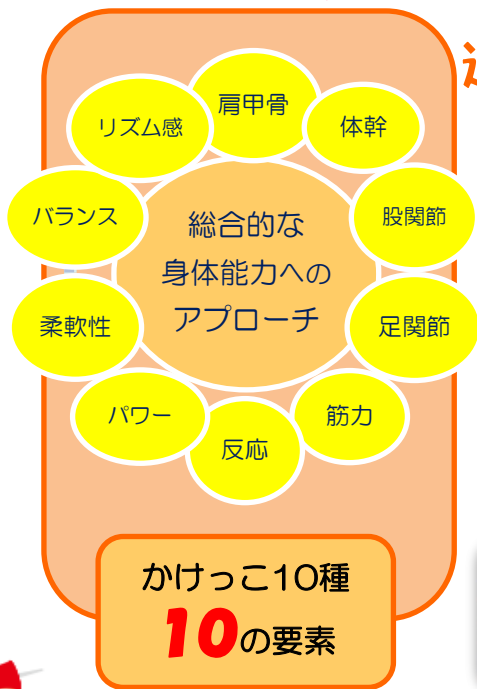 肩甲骨
体幹
股関節
足関節
筋力
反応
パワー
柔軟性
バランス
リズム感
総合的な
身体能力への
アプローチ
かけっこ10種
10の要素